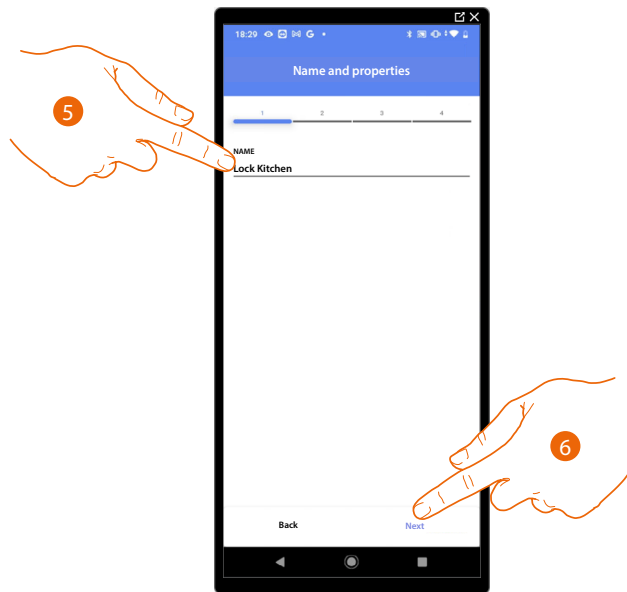 18:29 G
Name and properties
1 2 3 4
NAME
Lock Kitchen
5
6
Back Next